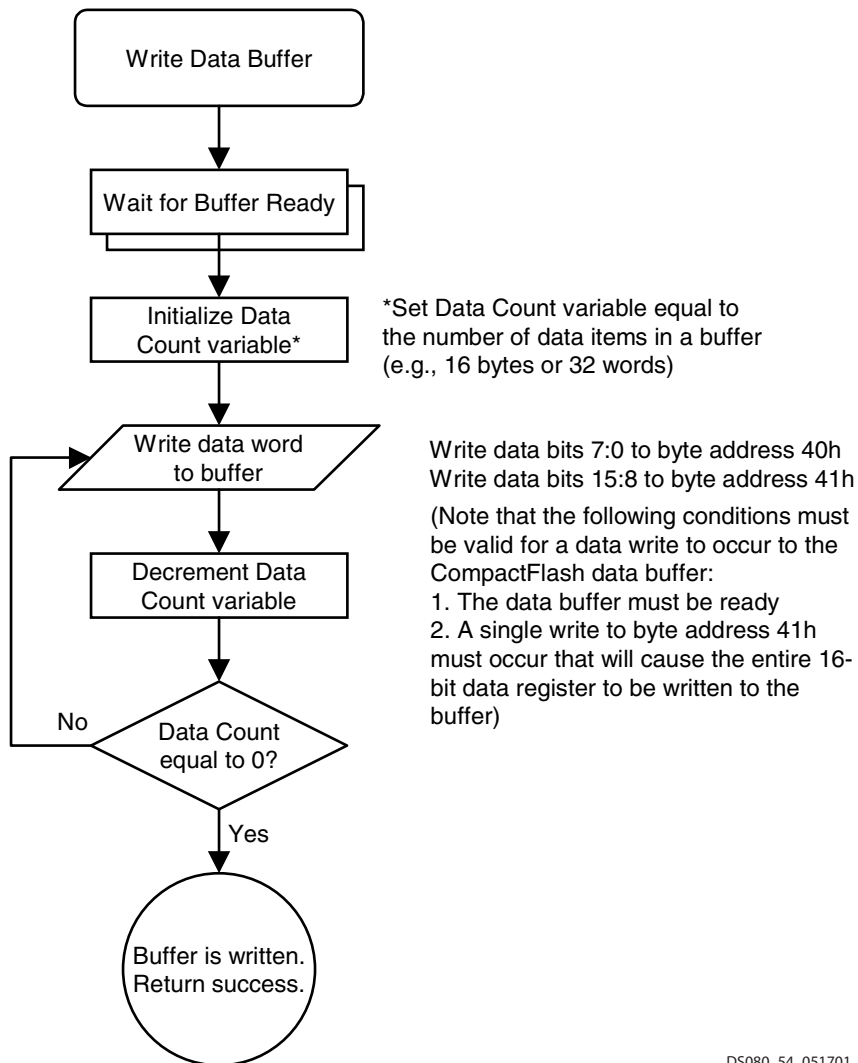 Write Data Buffer
Wait for Buffer Ready
Initialize Data
Count variable*
*Set Data Count variable equal to
the number of data items in a buffer
(e.g., 16 bytes or 32 words)
Write data word
to buffer
Write data bits 7:0 to byte address 40h
Write data bits 15:8 to byte address 41h
(Note that the following conditions must
be valid for a data write to occur to the
CompactFlash data buffer:
1. The data buffer must be ready
2. A single write to byte address 41h
must occur that will cause the entire 16-
bit data register to be written to the
buffer)
Decrement Data
Count variable
No
Data Count
equal to 0?
Yes
Buffer is written.
Return success.
DS080_54_051701